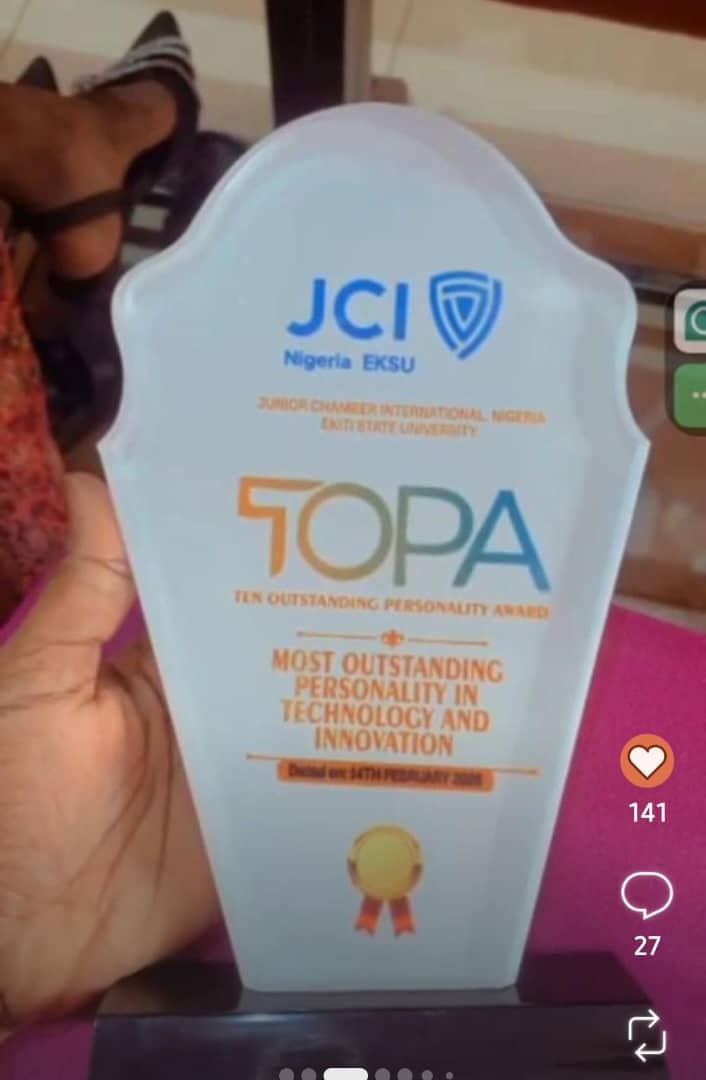 JCI
Nigeria EKSU
JUNIOR CHAMBER INTERNATIONAL, NIGERIA
EKITI STATE UNIVERSITY
TOPA
TEN OUTSTANDING PERSONALITY AWARD
MOST OUTSTANDING
PERSONALITY IN
TECHNOLOGY AND
INNOVATION
Dated on: 14TH FEBRUARY
141
27